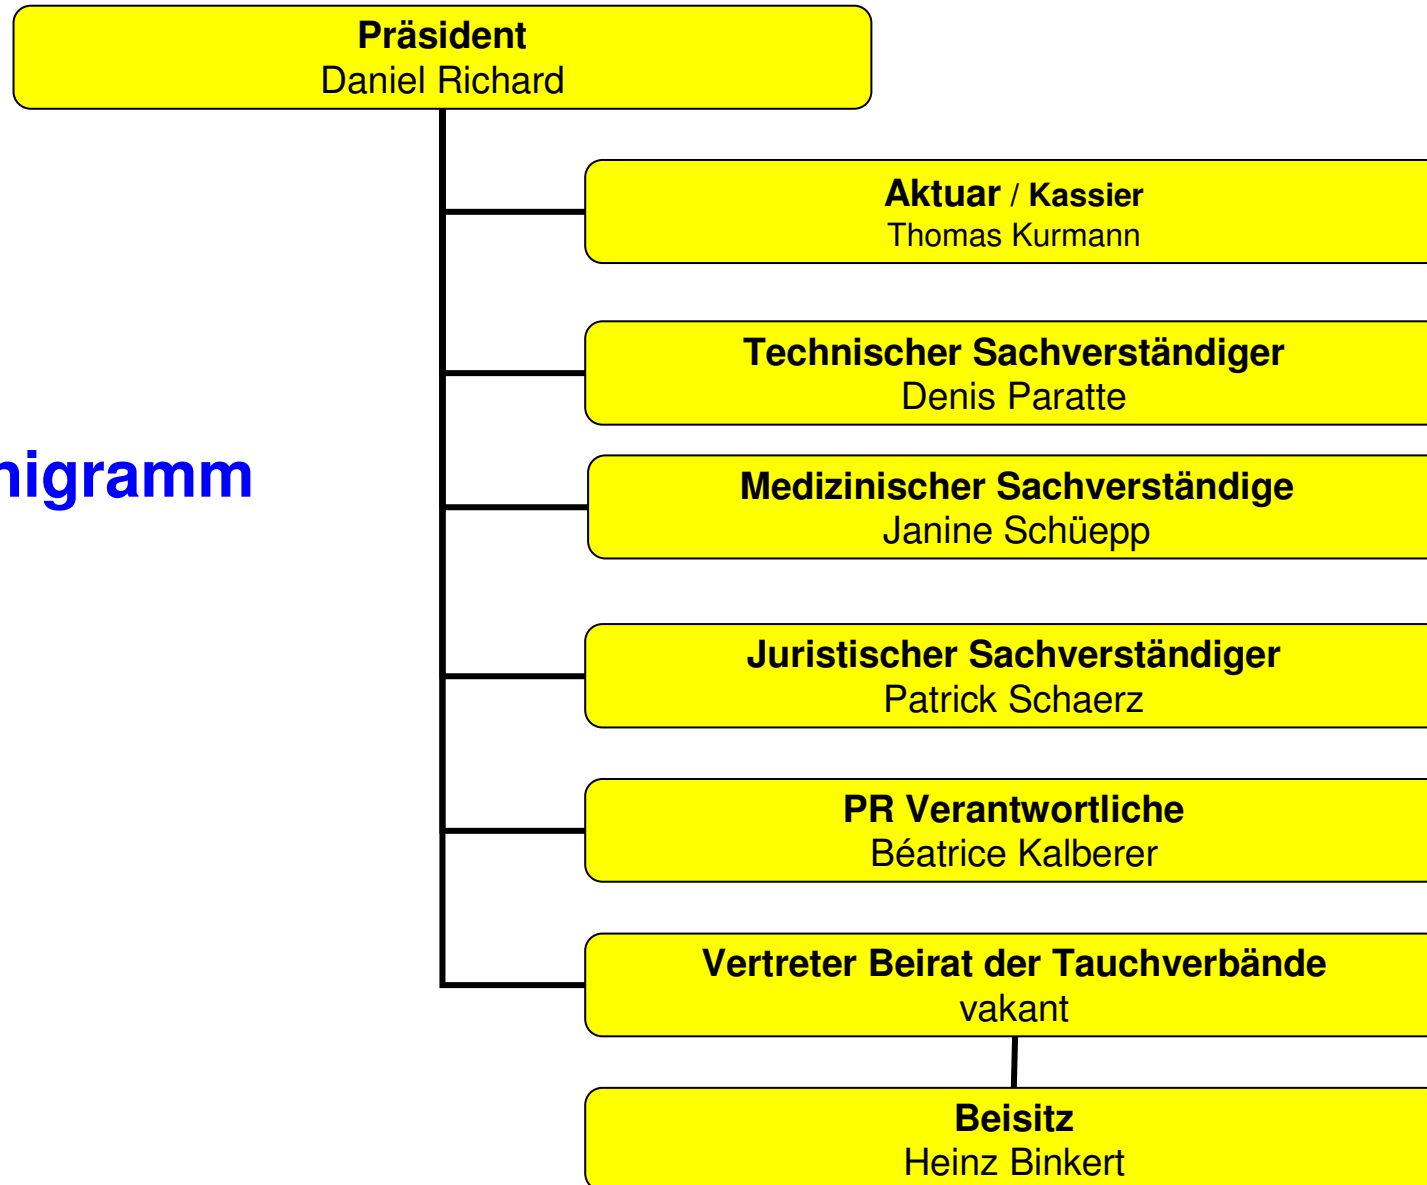 Präsident
Daniel Richard
Aktuar / Kassier
Thomas Kurmann
Technischer Sachverständiger
Denis Paratte
nigramm
Medizinischer Sachverständige
Janine Schüepp
Juristischer Sachverständiger
Patrick Schaerz
PR Verantwortliche
Béatrice Kalberer
Vertreter Beirat der Tauchverbände
vakant
Beisitz
Heinz Binkert